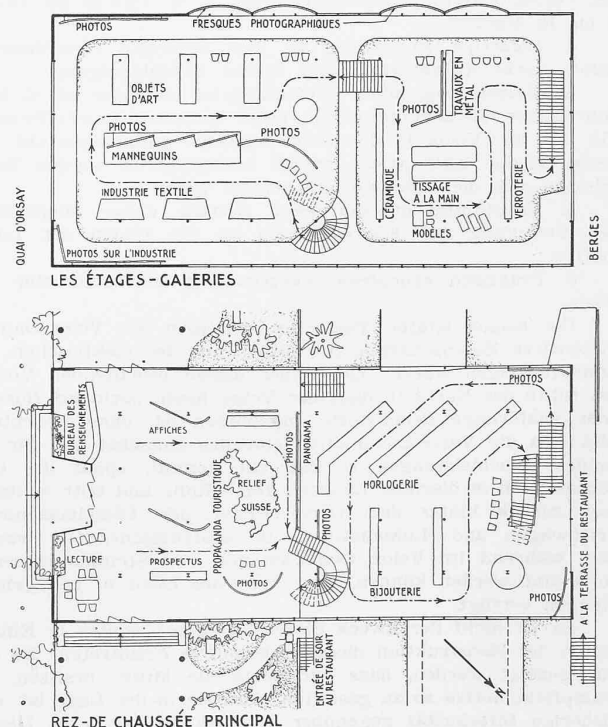 PHOTOS
FRESQUES PHOTOGRAPHIQUES
OBJETS
D'ART
PHOTOS
TRAVAUX EN
MÉTAL
PHOTOS
PHOTOS
MANNEQUINS
INDUSTRIE TEXTILE
CÉRAMIQUE
TISSAGE
A LA MAIN
VERROTERIE
MODÈLES
QUAI D'ORSAY
BERGES
PHOTOS SUR L'INDUSTRIE
LES ÉTAGES-GALERIES
BUREAU DE REN-
SEIGNEMENTS
AFFICHES
PHOTOS
PANORAMA
PHOTOS
PROPAGANDA TOURISTIQUE
RELIEF
SUISSE
HORLOGERIE
LECTURE
PROSPECTUS
PHOTOS
PHOTOS
BIJOUTERIE
PHOTOS
A LA TERRASSE DU RESTAURANT
ENTRÉE DE SOIR
AU RESTAURANT
N
REZ-DE CHAUSSÉE PRINCIPAL